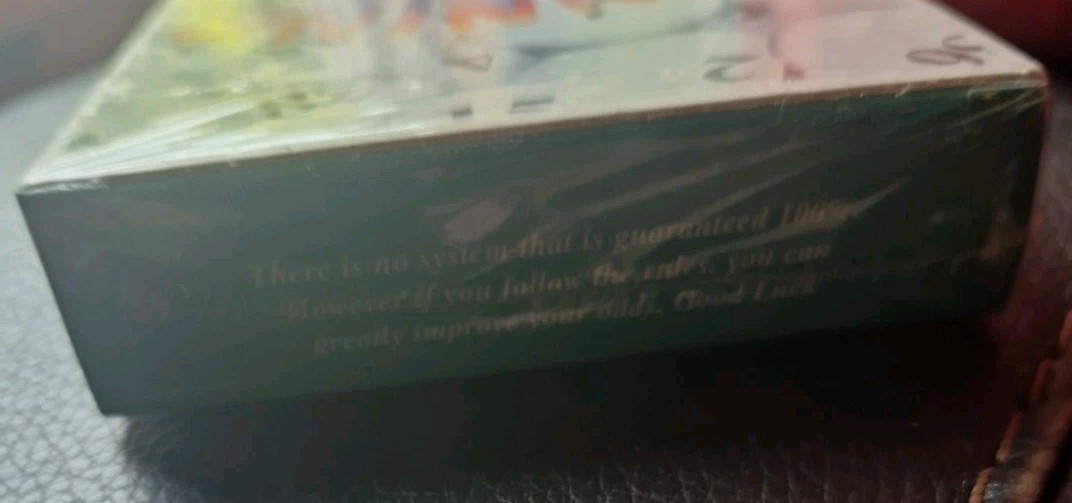 There is no system that is guaranteed 100%.
However if you follow the rules, you can
greatly improve your odds. Good Luck